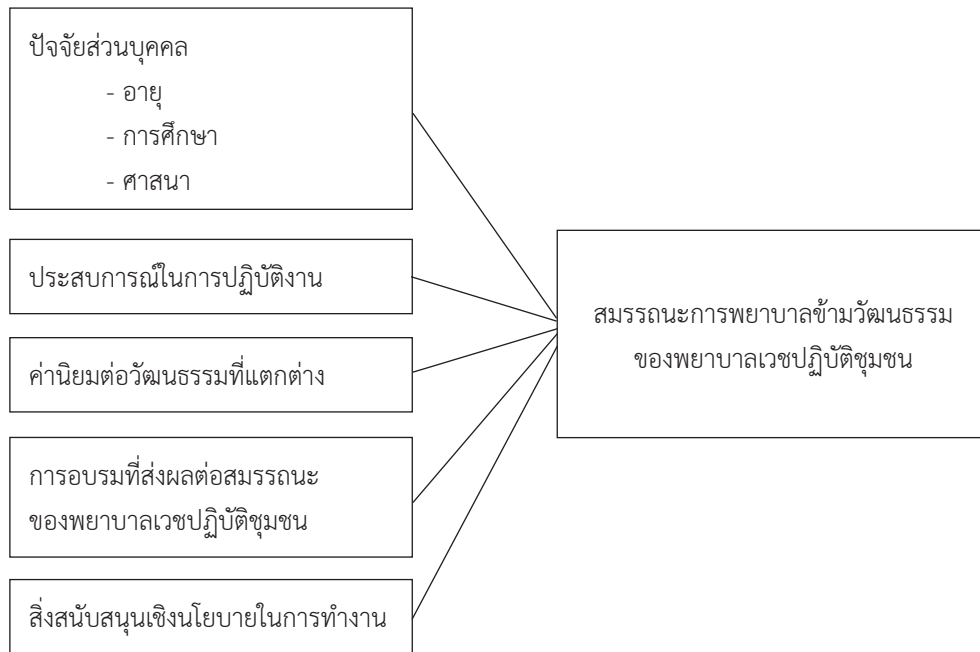 ปัจจัยส่วนบุคคล
- อายุ
- การศึกษา
- ศาสนา
ประสบการณ์ในการปฏิบัติงาน
ค่านิยมต่อวัฒนธรรมที่แตกต่าง
การอบรมที่ส่งผลต่อสมรรถนะ
ของพยาบาลเวชปฏิบัติชุมชน
สิ่งสนับสนุนเชิงนโยบายในการทำงาน
สมรรถนะการพยาบาลข้ามวัฒนธรรม
ของพยาบาลเวชปฏิบัติชุมชน